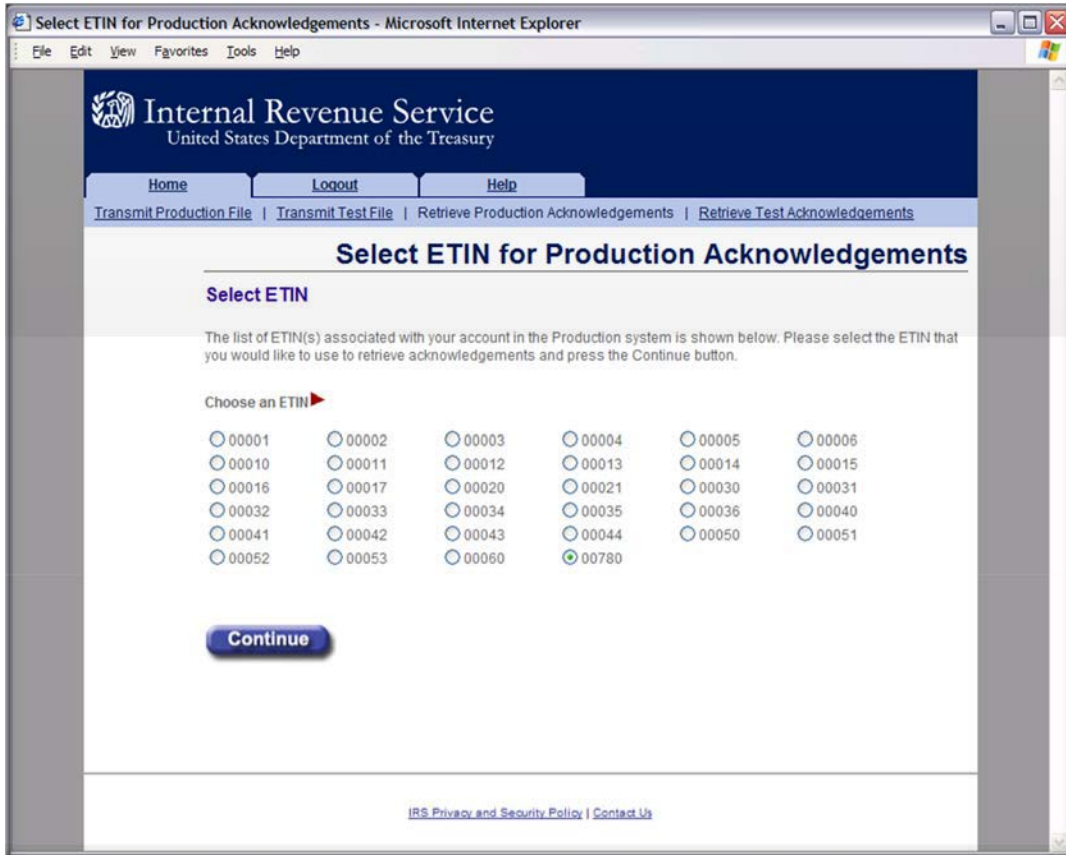 Select ETIN for Production Acknowledgements - Microsoft Internet Explorer
File Edit View Favorites Tools Help
Internal Revenue Service
United States Department of the Treasury
Home Logout Help
Transmit Production File | Transmit Test File | Retrieve Production Acknowledgements | Retrieve Test Acknowledgements
Select ETIN for Production Acknowledgements
Select ETIN
The list of ETIN(s) associated with your account in the Production system is shown below. Please select the ETIN that
you would like to use to retrieve acknowledgements and press the Continue button.
Choose an ETIN
00001 00002 00003 00004 00005 00006
00010 00011 00012 00013 00014 00015
00016 00017 00020 00021 00030 00031
00032 00033 00034 00035 00036 00040
00041 00042 00043 00044 00050 00051
00052 00053 00060 00780
Continue
IRS Privacy and Security Policy | Contact Us